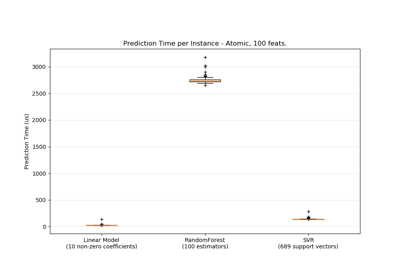 Prediction Time per Instance - Atomic, 100 feats.
Prediction Time (us)
3000
2500
2000
1500
1000
500
0
Linear Model
(10 non-zero coefficients)
RandomForest
(100 estimators)
SVR
(689 support vectors)